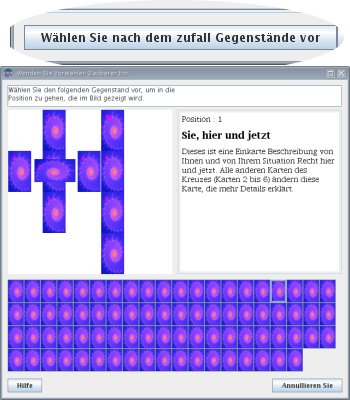 Wählen Sie nach dem zufall Gegenstände vor
Wenden Sie Vorwähler-Zauberer Ein
Wählen Sie den folgenden Gegenstand vor, um in die
Position zu gehen, die im Bild gezeigt wird.
Position : 1
Sie, hier und jetzt
Dieses ist eine Einkarte Beschreibung von
Ihnen und von Ihrem Situation Recht hier
und jetzt. Alle anderen Karten des
Kreuzes (Karten 2 bis 6) ändern diese
Karte, die mehr Details erklärt.
Hilfe
Annullieren Sie